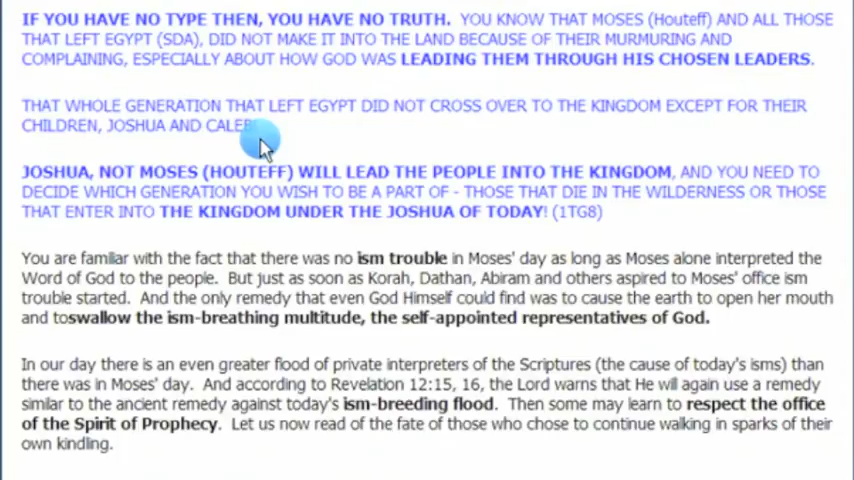 IF YOU HAVE NO TYPE THEN, YOU HAVE NO TRUTH. YOU KNOW THAT MOSES (Houteff) AND ALL THOSE
THAT LEFT EGYPT (SDA), DID NOT MAKE IT INTO THE LAND BECAUSE OF THEIR MURMURING AND
COMPLAINING, ESPECIALLY ABOUT HOW GOD WAS LEADING THEM THROUGH HIS CHOSEN LEADERS.
THAT WHOLE GENERATION THAT LEFT EGYPT DID NOT CROSS OVER TO THE KINGDOM EXCEPT FOR THEIR
CHILDREN, JOSHUA AND CALEB
JOSHUA, NOT MOSES (HOUTEFF) WILL LEAD THE PEOPLE INTO THE KINGDOM, AND YOU NEED TO
DECIDE WHICH GENERATION YOU WISH TO BE A PART OF - THOSE THAT DIE IN THE WILDERNESS OR THOSE
THAT ENTER INTO THE KINGDOM UNDER THE JOSHUA OF TODAY! (1TG8)
You are familiar with the fact that there was no ism trouble in Moses' day as long as Moses alone interpreted the
Word of God to the people. But just as soon as Korah, Dathan, Abiram and others aspired to Moses' office ism
trouble started. And the only remedy that even God Himself could find was to cause the earth to open her mouth
and toswallow the ism-breathing multitude, the self-appointed representatives of God.
In our day there is an even greater flood of private interpreters of the Scriptures (the cause of today's isms) than
there was in Moses' day. And according to Revelation 12:15, 16, the Lord warns that He will again use a remedy
similar to the ancient remedy against today's ism-breeding flood. Then some may learn to respect the office
of the Spirit of Prophecy. Let us now read of the fate of those who chose to continue walking in sparks of their
own kindling.